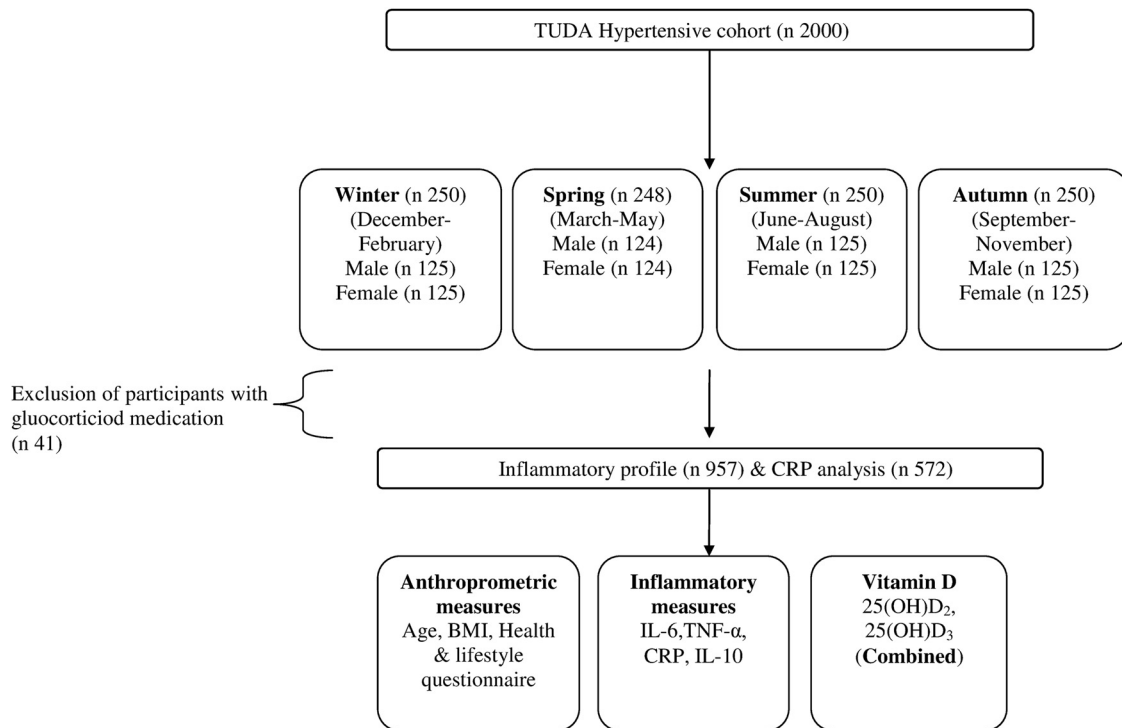 TUDA Hypertensive cohort (n 2000)
Winter (n 250)
(December-
February)
Male (n 125)
Female (n 125)
Spring (n 248)
(March-May)
Male (n 124)
Female (n 124)
Summer (n 250)
(June-August)
Male (n 125)
Female (n 125)
Autumn (n 250)
(September-
November)
Male (n 125)
Female (n 125)
Exclusion of participants with
gluocorticiod medication
(n 41)
Inflammatory profile (n 957) & CRP analysis (n 572)
Anthroprometric
measures
Age, BMI, Health
& lifestyle
questionnaire
Inflammatory
measures
IL-6,TNF-α,
CRP, IL-10
Vitamin D
25(OH)D₂,
25(OH)D₃
(Combined)